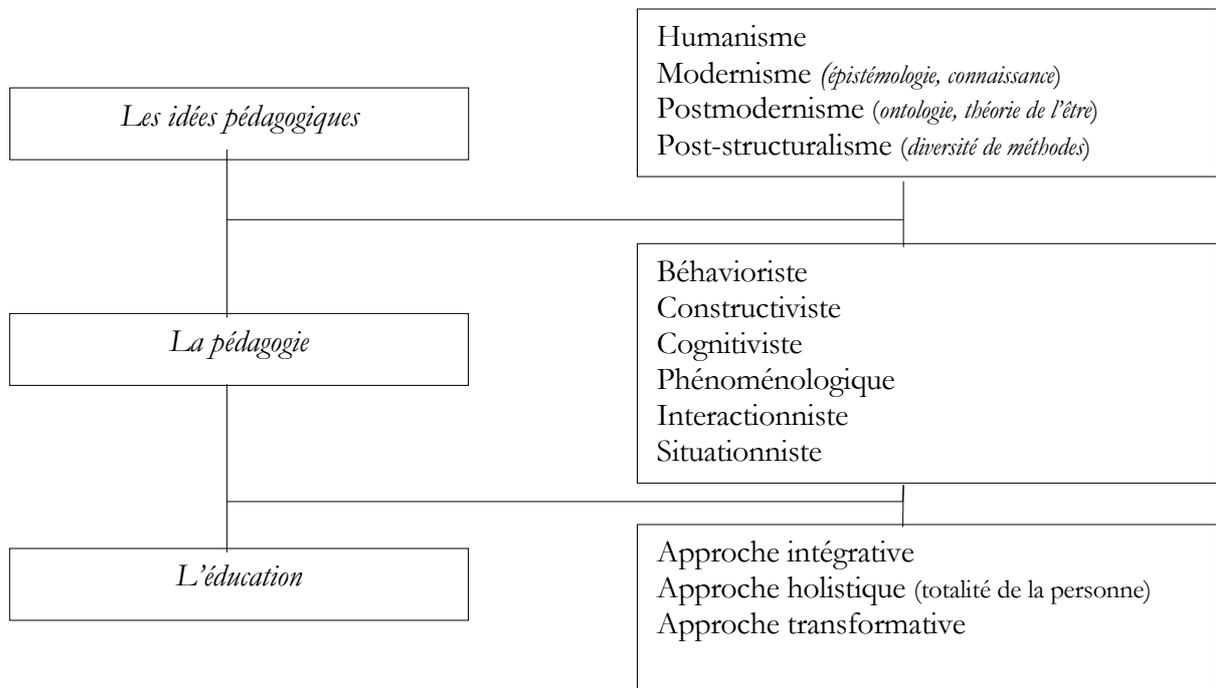 Humanisme
Modernisme (épistémologie, connaissance)
Les idées pédagogiques
Postmodernisme (ontologie, théorie de l’être)
Post-structuralisme (diversité de méthodes)
Béhavioriste
Constructiviste
La pédagogie
Cognitiviste
Phénoménologique
Interactionniste
Situationniste
Approche intégrative
L’éducation
Approche holistique (totalité de la personne)
Approche transformative